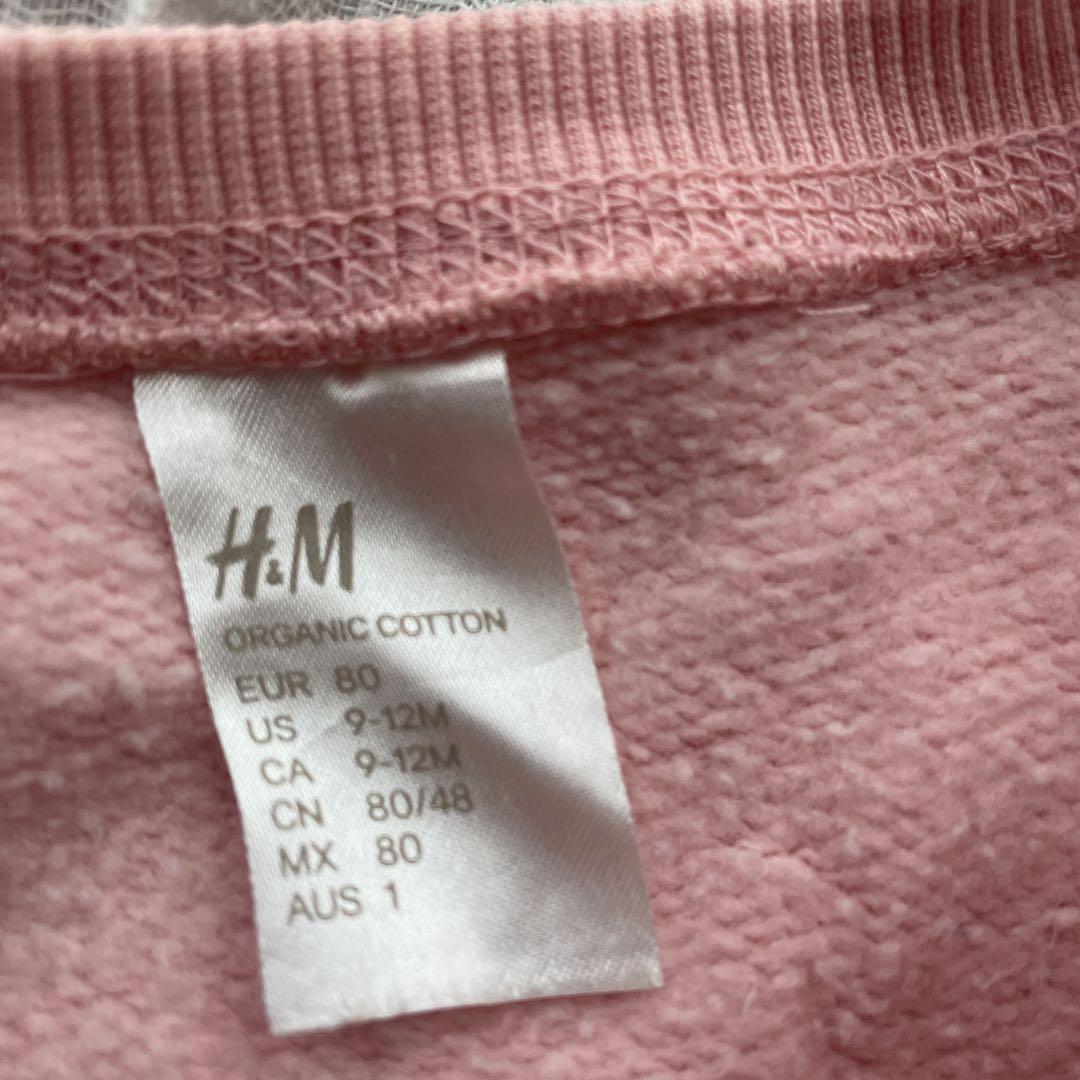 H&M
ORGANIC COTTON
EUR 80
US 9-12M
CA 9-12M
CN 80/48
MX 80
AUS 1